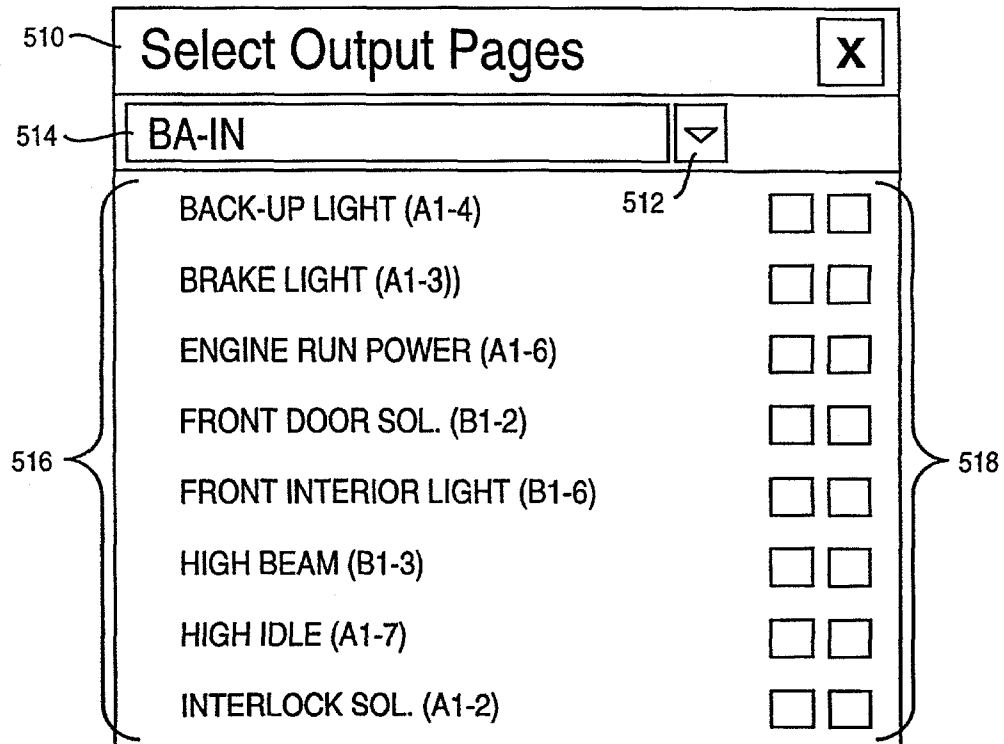 510 Select Output Pages X
514 BA-IN
512
BACK-UP LIGHT (A1-4)
BRAKE LIGHT (A1-3))
ENGINE RUN POWER (A1-6)
FRONT DOOR SOL. (B1-2)
516 518
FRONT INTERIOR LIGHT (B1-6)
HIGH BEAM (B1-3)
HIGH IDLE (A1-7)
INTERLOCK SOL. (A1-2)